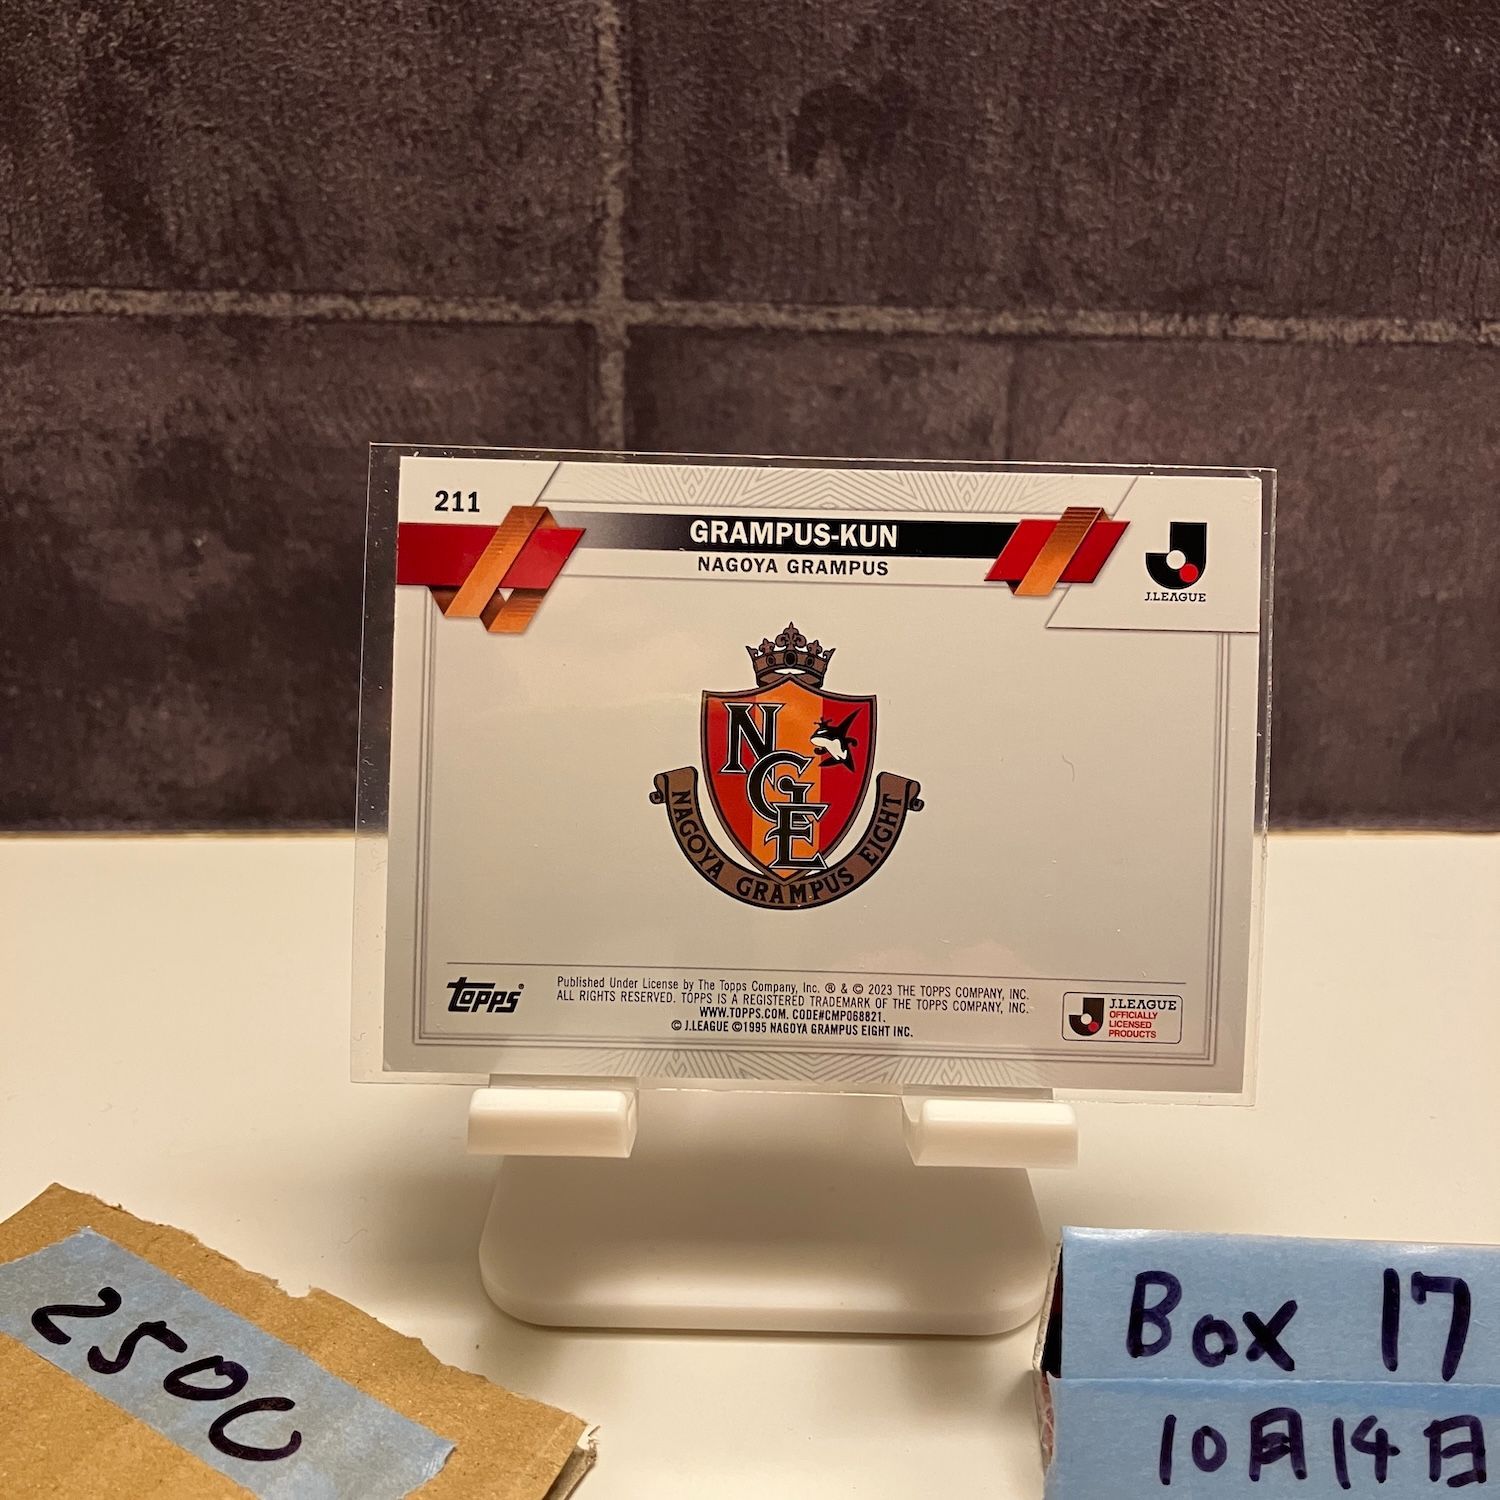 211
GRAMPUS-KUN
NAGOYA GRAMPUS
J.LEAGUE
NGE
NAGOYA GRAMPUS EIGHT
topps®
Published Under License by The Topps Company, Inc. ® & © 2023 THE TOPPS COMPANY, INC.
ALL RIGHTS RESERVED. TOPPS IS A REGISTERED TRADEMARK OF THE TOPPS COMPANY, INC.
WWW.TOPPS.COM. CODE#CMP068821.
© J.LEAGUE ©1995 NAGOYA GRAMPUS EIGHT INC.
J.LEAGUE
OFFICIALLY
LICENSED
PRODUCTS
250C
Box 17
10月14日